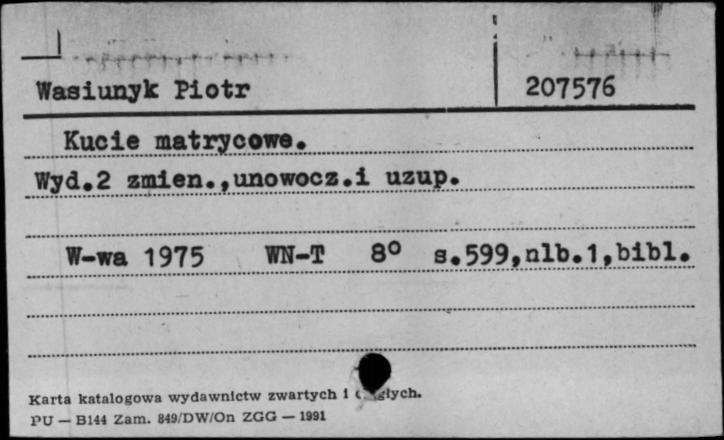 Wasiunyk Piotr 207576
Kucie matrycowe.
Wyd.2 zmien.,unowocz.i uzup.
W-wa 1975 WN-T 8° s.599,nlb.1,bibl.
Karta katalogowa wydawnictw zwartych i
PU — B144 Zam. 849/DW/On ZGG — 1991